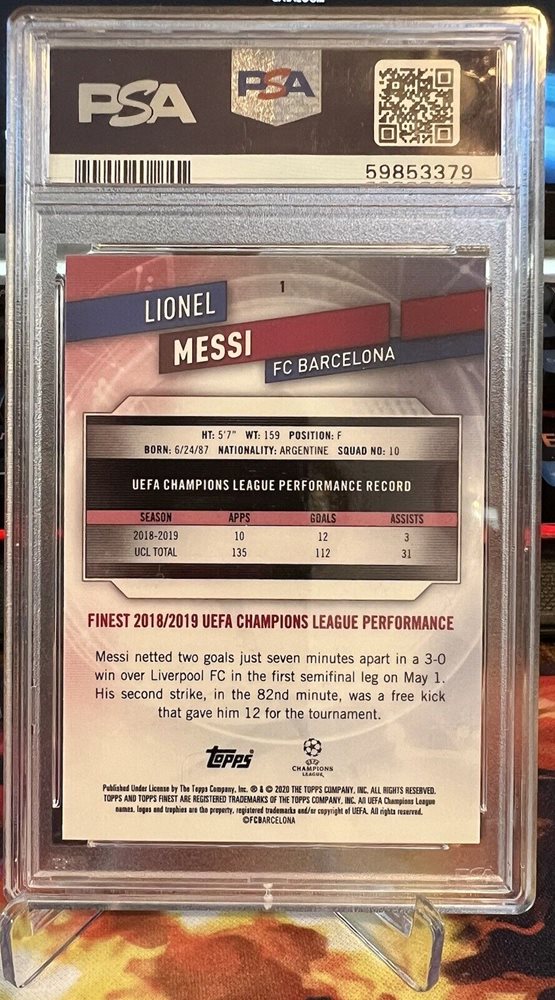 PSA
PSA
59853379
1
LIONEL
MESSI
FC BARCELONA
HT: 5'7" WT: 159 POSITION: F
BORN: 6/24/87 NATIONALITY: ARGENTINE SQUAD NO: 10
UEFA CHAMPIONS LEAGUE PERFORMANCE RECORD
SEASON APPS GOALS ASSISTS
2018-2019 10 12 3
UCL TOTAL 135 112 31
FINEST 2018/2019 UEFA CHAMPIONS LEAGUE PERFORMANCE
Messi netted two goals just seven minutes apart in a 3-0
win over Liverpool FC in the first semifinal leg on May 1.
His second strike, in the 82nd minute, was a free kick
that gave him 12 for the tournament.
Topps
UEFA
CHAMPIONS
LEAGUE
Published Under License by The Topps Company, Inc. ® & © 2020 THE TOPPS COMPANY, INC. ALL RIGHTS RESERVED.
TOPPS AND TOPPS FINEST ARE REGISTERED TRADEMARKS OF THE TOPPS COMPANY, INC. All UEFA Champions League
names, logos and trophies are the property, registered trademarks and/or copyright of UEFA. All rights reserved.
©FCBARCELONA
PSA